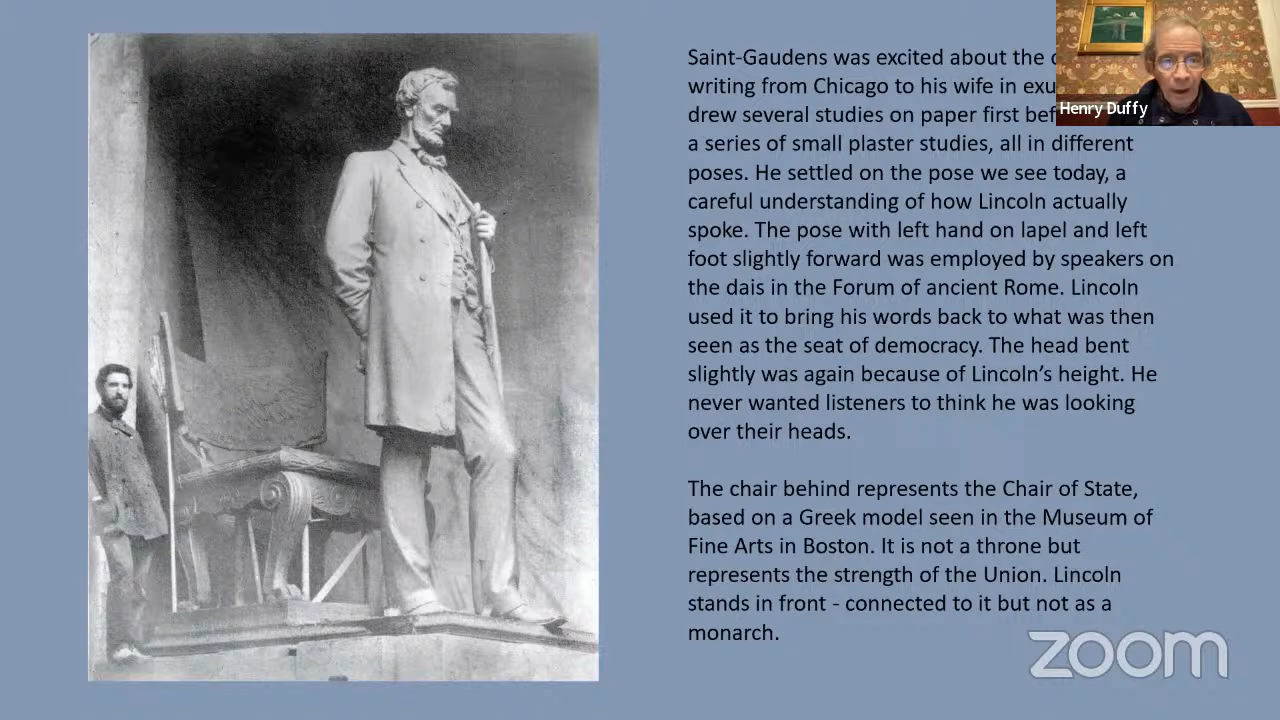 Saint-Gaudens was excited about the
writing from Chicago to his wife in
drew several studies on paper first
a series of small plaster studies, all in different
poses. He settled on the pose we see today, a
careful understanding of how Lincoln actually
spoke. The pose with left hand on lapel and left
foot slightly forward was employed by speakers on
the dais in the Forum of ancient Rome. Lincoln
used it to bring his words back to what was then
seen as the seat of democracy. The head bent
slightly was again because of Lincoln’s height. He
never wanted listeners to think he was looking
over their heads.
The chair behind represents the Chair of State,
based on a Greek model seen in the Museum of
Fine Arts in Boston. It is not a throne but
represents the strength of the Union. Lincoln
stands in front - connected to it but not as a
monarch.
Henry Duffy
zoom